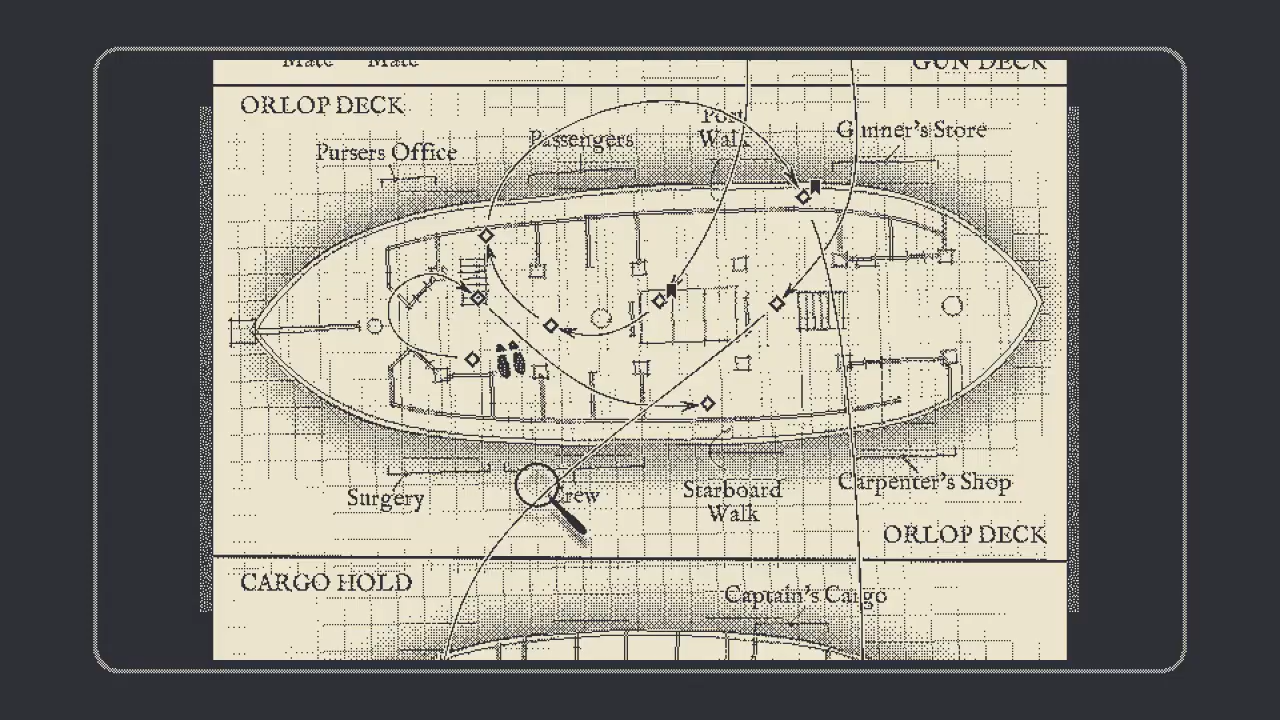 Mate Mate
GUN DECK
ORLOP DECK
Pursers Office
Passengers
Port
Walk
Gunner's Store
Surgery
Crew
Starboard
Walk
Carpenter's Shop
ORLOP DECK
CARGO HOLD
Captain's Cargo